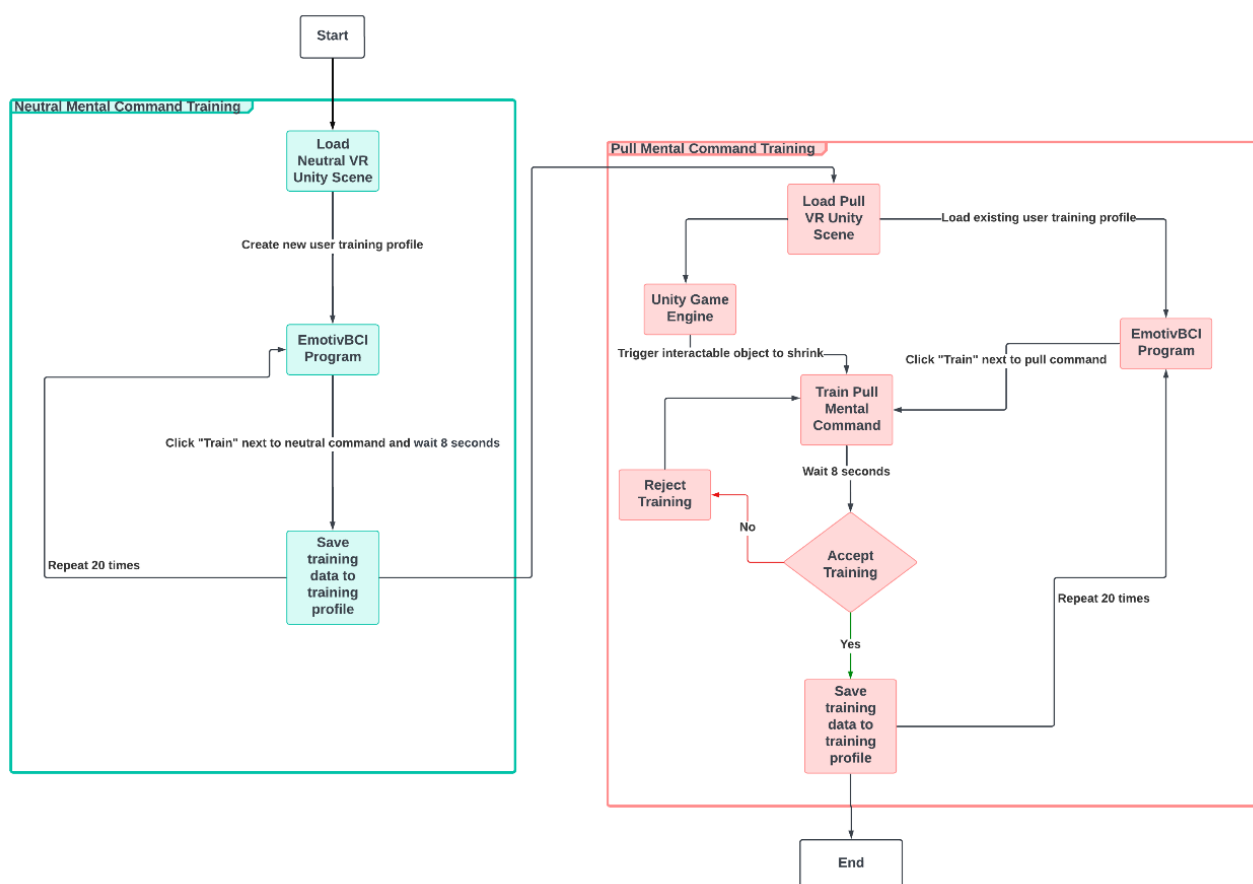 Start
Neutral Mental Command Training
Load
Neutral VR
Unity Scene
Create new user training profile
EmotivBCI
Program
Click "Train" next to neutral command and wait 8 seconds
Save
training
data to
training
profile
Repeat 20 times
Pull Mental Command Training
Load Pull
VR Unity
Scene
Load existing user training profile
Unity Game
Engine
EmotivBCI
Program
Trigger interactable object to shrink
Click "Train" next to pull command
Train Pull
Mental
Command
Wait 8 seconds
Reject
Training
No
Accept
Training
Repeat 20 times
Yes
Save
training
data to
training
profile
End